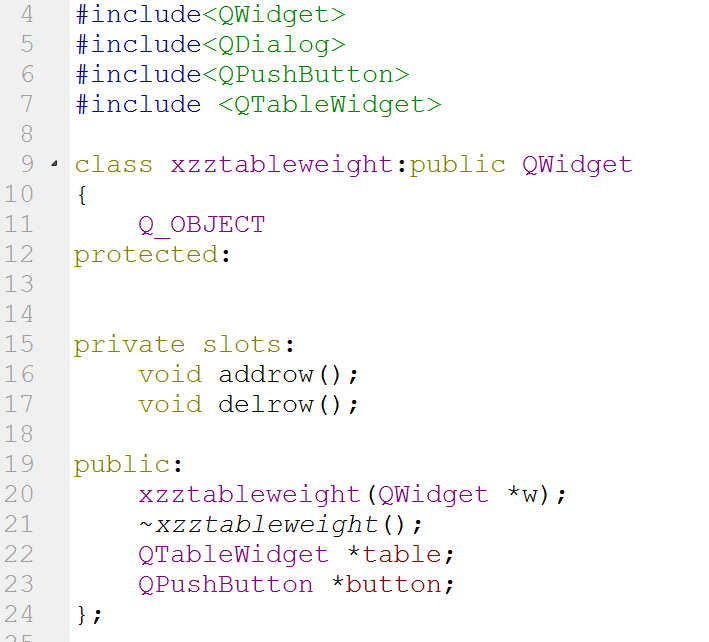 4 #include<QWidget>
5 #include<QDialog>
6 #include<QPushButton>
7 #include <QTableWidget>
8
9 class xzztableweight:public QWidget
10 {
11     Q_OBJECT
12 protected:
13
14
15 private slots:
16     void addrow();
17     void delrow();
18
19 public:
20     xzztableweight(QWidget *w);
21     ~xzztableweight();
22     QTableWidget *table;
23     QPushButton *button;
24 };
25